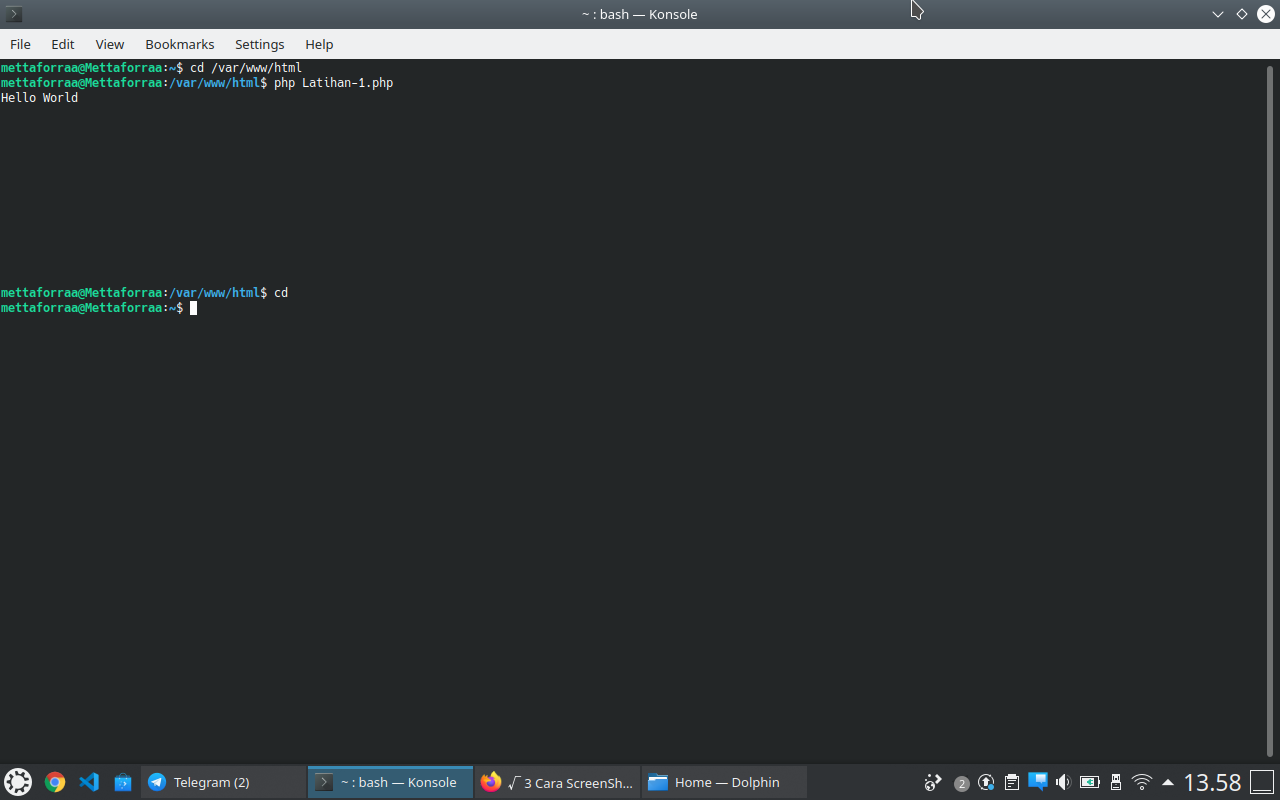 ~ : bash — Konsole
File Edit View Bookmarks Settings Help
mettaforraa@Mettaforraa:~$ cd /var/www/html
mettaforraa@Mettaforraa:/var/www/html$ php Latihan-1.php
Hello World
mettaforraa@Mettaforraa:/var/www/html$ cd
mettaforraa@Mettaforraa:~$
Telegram (2) ~ : bash — Konsole √ 3 Cara ScreenSh... Home — Dolphin 2 13.58